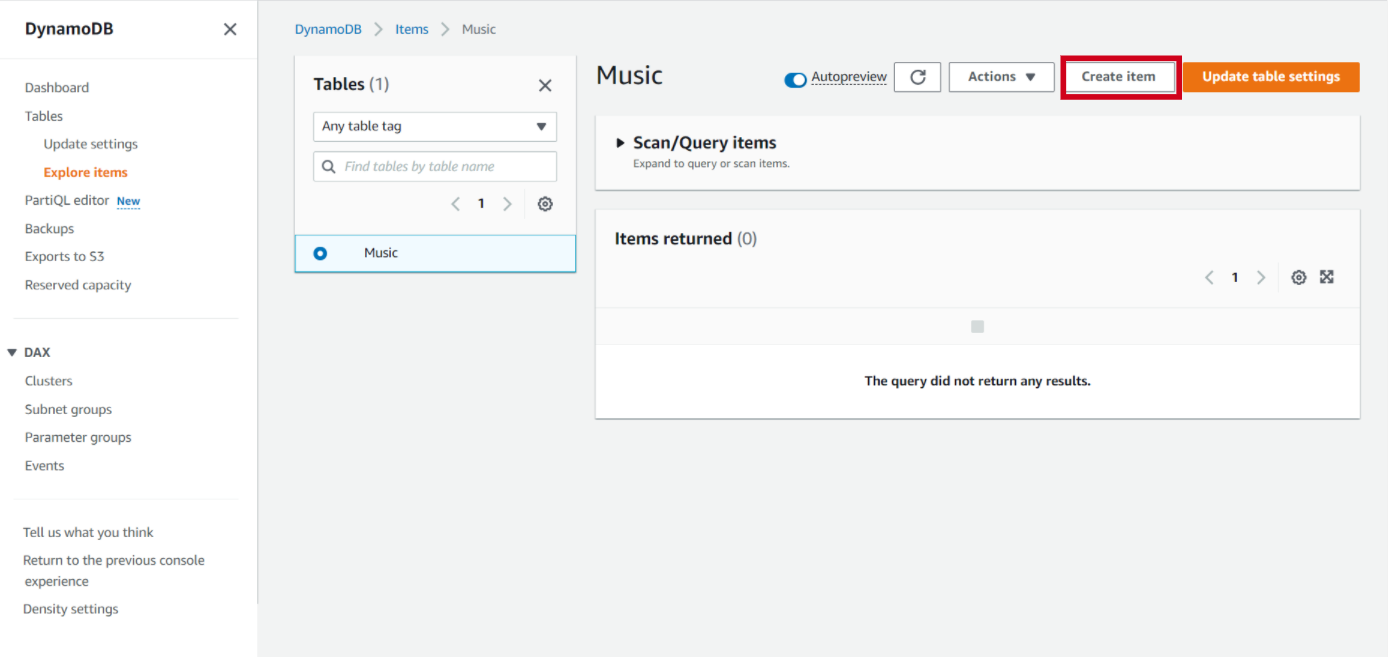 DynamoDB
Dashboard
Tables
Update settings
Explore items
PartiQL editor New
Backups
Exports to S3
Reserved capacity
DAX
Clusters
Subnet groups
Parameter groups
Events
Tell us what you think
Return to the previous console
experience
Density settings
DynamoDB Items Music
Tables (1)
Any table tag
Find tables by table name
1
Music
Music
Autopreview
Actions
Create item
Update table settings
Scan/Query items
Expand to query or scan items.
Items returned (0)
1
The query did not return any results.